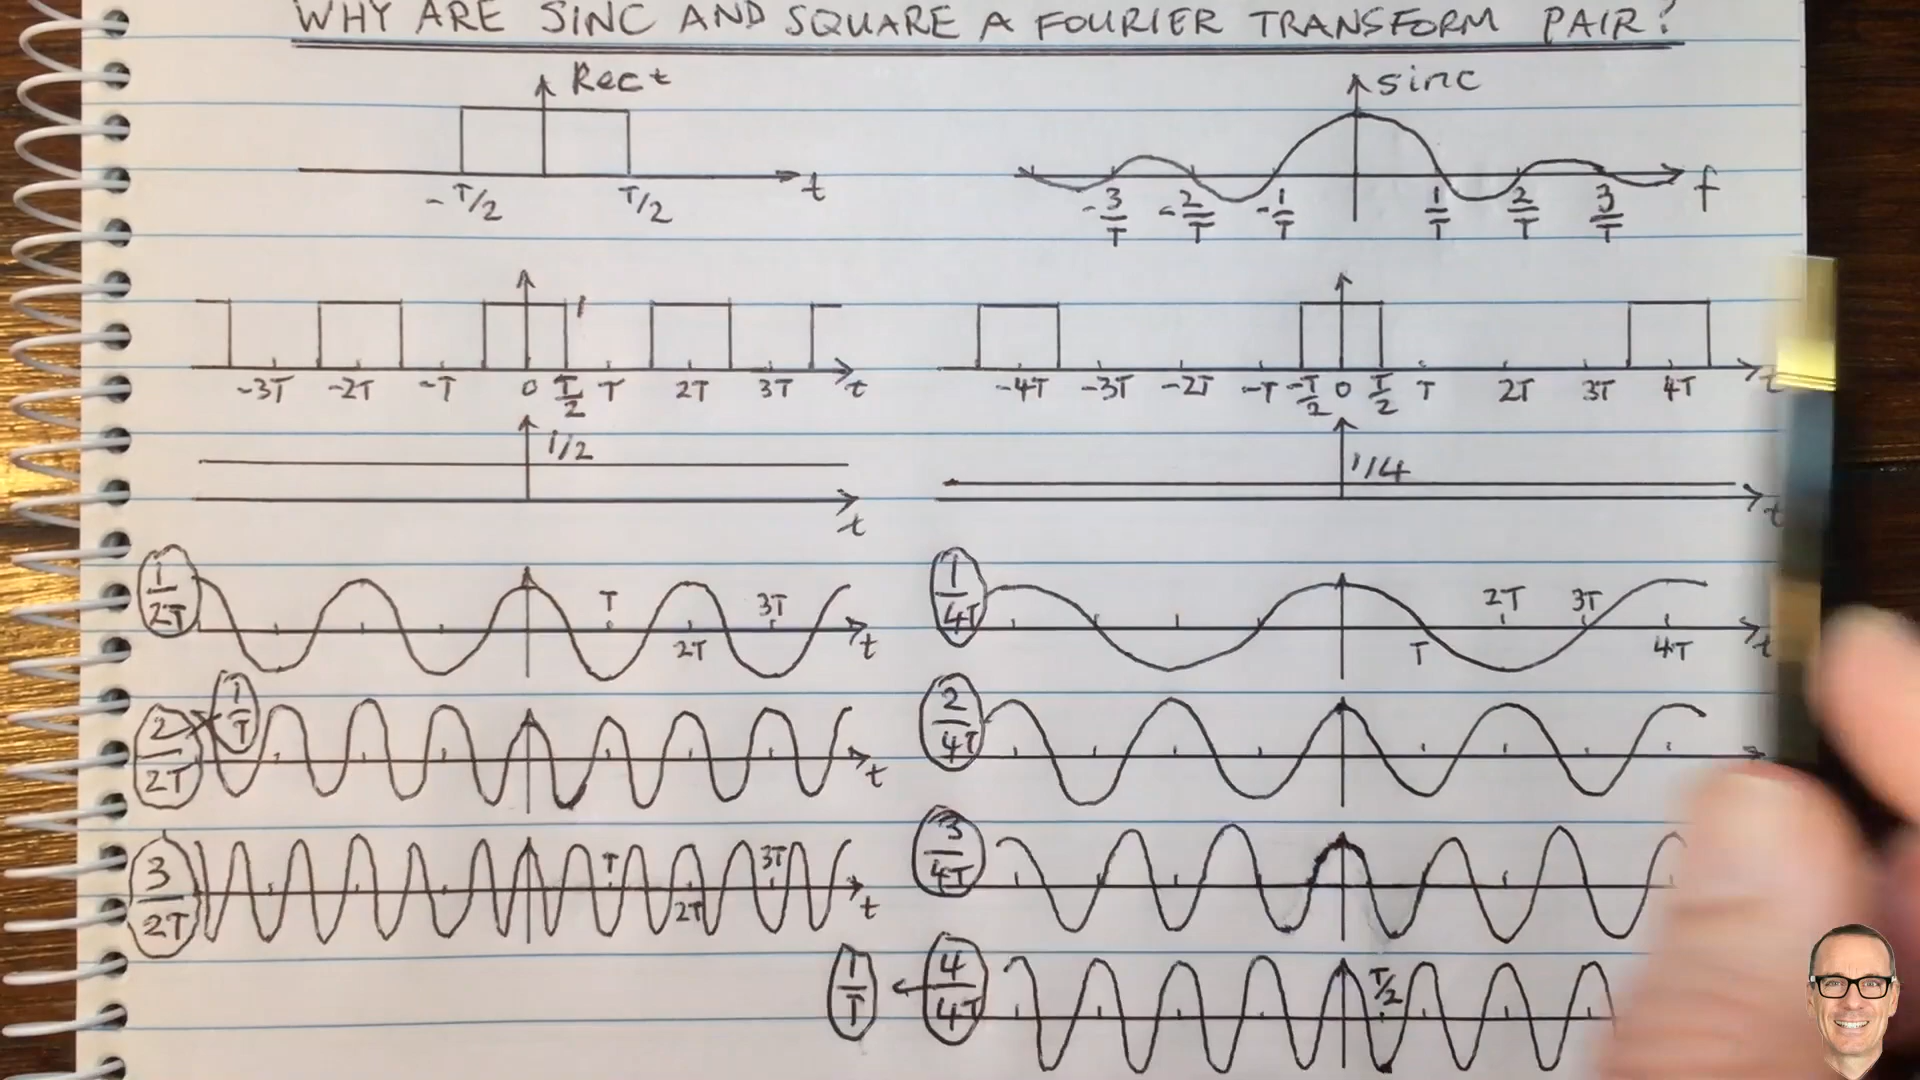 WHY ARE SINC AND SQUARE A FOURIER TRANSFORM PAIR?
Rect
-T/2 T/2 t
sinc
-3/T -2/T -1/T 1/T 2/T 3/T f
1
-3T -2T -T 0 T/2 T 2T 3T t
-4T -3T -2T -T -T/2 0 T/2 T 2T 3T 4T t
1/2
t
1/4
t
1/2T T 2T 3T t
1/4T T 2T 3T 4T t
2/2T 1/T t
2/4T
3/2T T 2T 3T t
3/4T
1/T 4/4T T/2